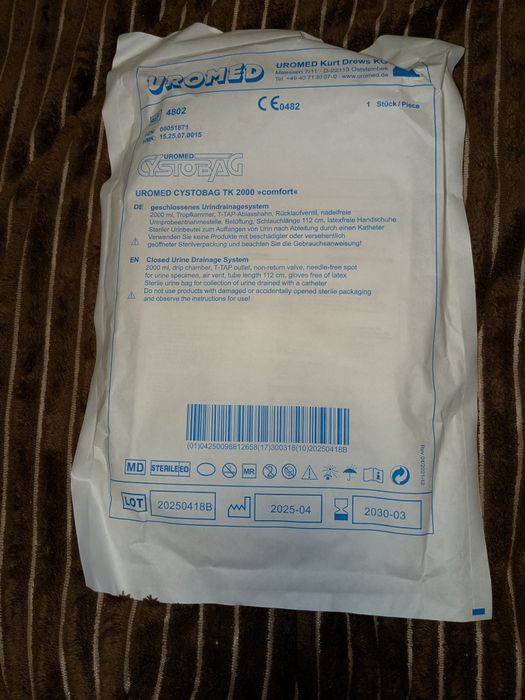 UROMED
UROMED Kurt Drews KG
Meessen 7/11 · D-22113 Oststeinbek
Tel +49 40 71 30 07-0 · www.uromed.de
REF 4802
CE0482
1 Stück/Piece
00051871
15.25.07.0015
UROMED
CYSTOBAG
UROMED CYSTOBAG TK 2000 »comfort«
DE geschlossenes Urindrainagesystem
2000 ml, Tropfkammer, T-TAP-Ablasshahn, Rücklaufventil, nadelfreie
Urinprobeentnahmestelle, Belüftung, Schlauchlänge 112 cm, latexfreie Handschuhe
Steriler Urinbeutel zum Auffangen von Urin nach Ableitung durch einen Katheter
Verwenden Sie keine Produkte mit beschädigter oder versehentlich
geöffneter Sterilverpackung und beachten Sie die Gebrauchsanweisung!
EN Closed Urine Drainage System
2000 ml, drip chamber, T-TAP outlet, non-return valve, needle-free spot
for urine specimen, air vent, tube length 112 cm, gloves free of latex
Sterile urine bag for collection of urine drained with a catheter
Do not use products with damaged or accidentally opened sterile packaging
and observe the instructions for use!
(01)04250098812658(17)300318(10)20250418B
MD STERILE EO MR
LOT 20250418B 2025-04 2030-03